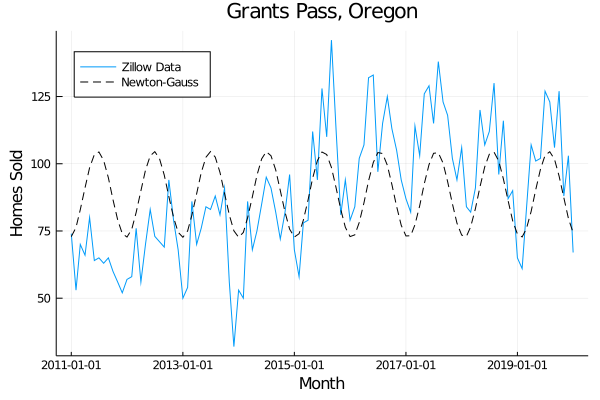 Grants Pass, Oregon
Zillow Data
Newton-Gauss
Homes Sold
125
100
75
50
2011-01-01
2013-01-01
2015-01-01
2017-01-01
2019-01-01
Month